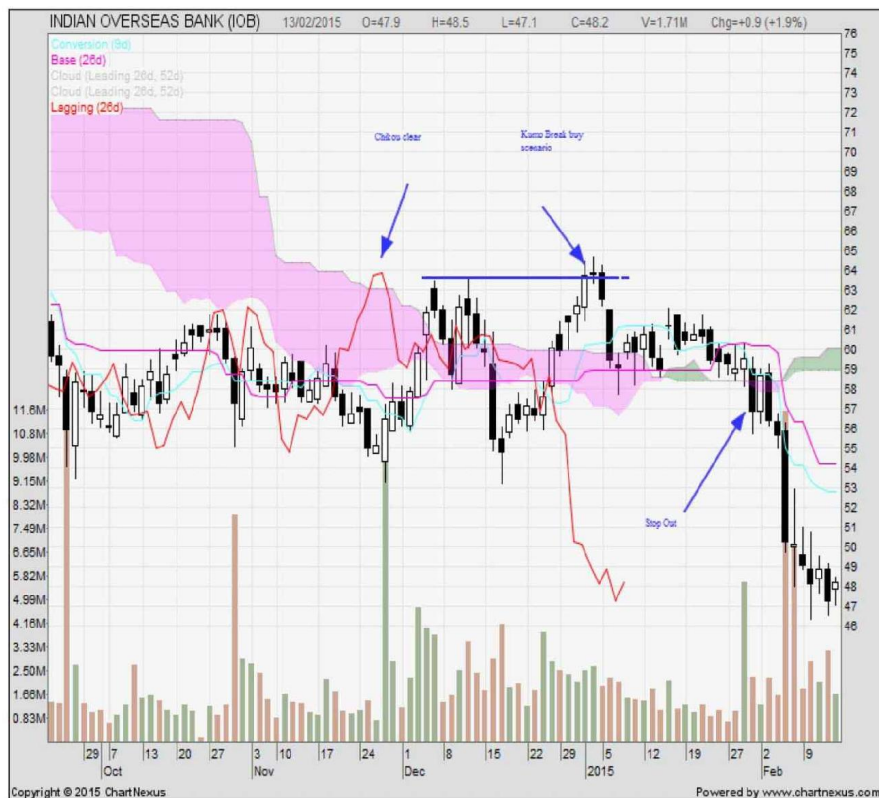 INDIAN OVERSEAS BANK (IOB) 13/02/2015 O=47.9 H=48.5 L=47.1 C=48.2 V=1.71M Chg=+0.9 (+1.9%)
Conversion (9d)
Base (26d)
Cloud (Leading 26d, 52d)
Cloud (Leading 26d, 52d)
Lagging (26d)
Chikou clear
Kumo Break buy
scenario
Stop Out
76
75
74
73
72
71
70
69
68
67
66
65
64
63
62
61
60
59
58
57
56
55
54
53
52
51
50
49
48
47
46
11.6M
10.8M
9.98M
9.15M
8.32M
7.49M
6.65M
5.82M
4.99M
4.16M
3.33M
2.50M
1.66M
0.83M
29 7 13 20 27 3 10 17 24 1 8 15 22 29 5 12 19 27 2 9
Oct Nov Dec 2015 Feb
Copyright © 2015 ChartNexus Powered by www.chartnexus.com